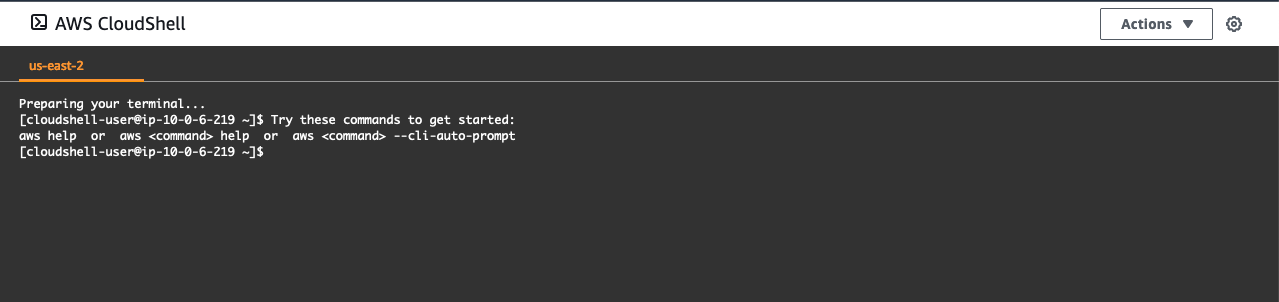 AWS CloudShell
Actions
us-east-2
Preparing your terminal...
[cloudshell-user@ip-10-0-6-219 ~]$ Try these commands to get started:
aws help  or  aws <command> help  or  aws <command> --cli-auto-prompt
[cloudshell-user@ip-10-0-6-219 ~]$